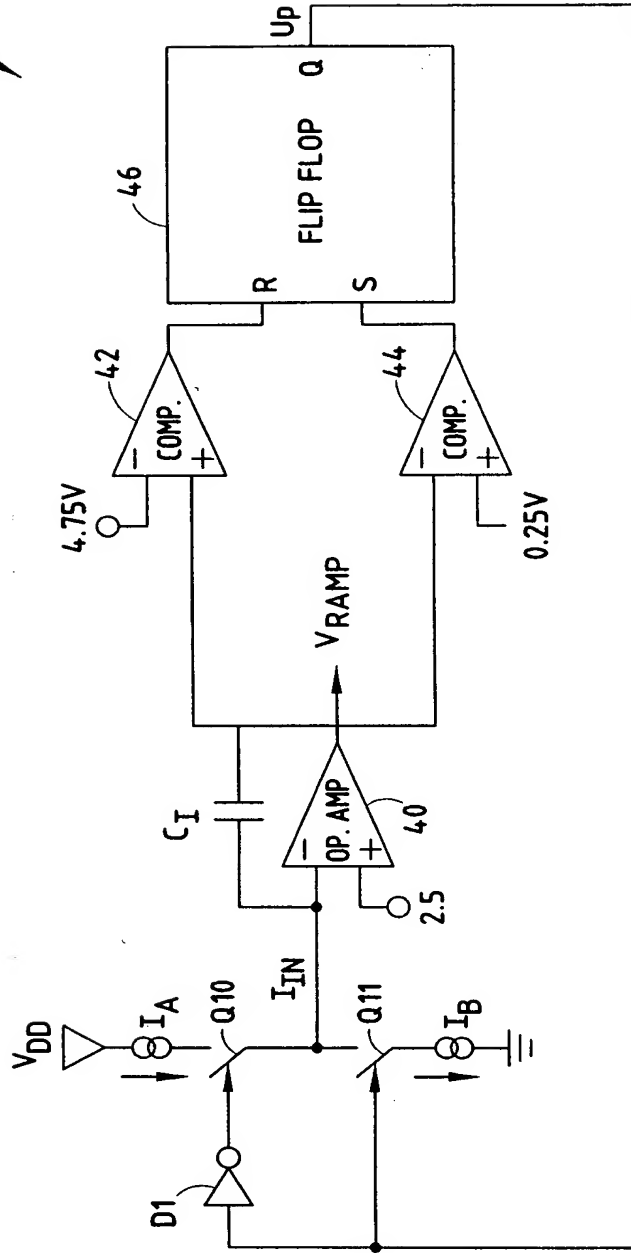 VDD
IA
Q10
D1
IIN
Q11
IB
CI
-
OP. AMP
+
40
2.5
VRAMP
4.75V
-
COMP.
+
42
0.25V
-
COMP.
+
44
R
S
FLIP FLOP
Q
46
Up